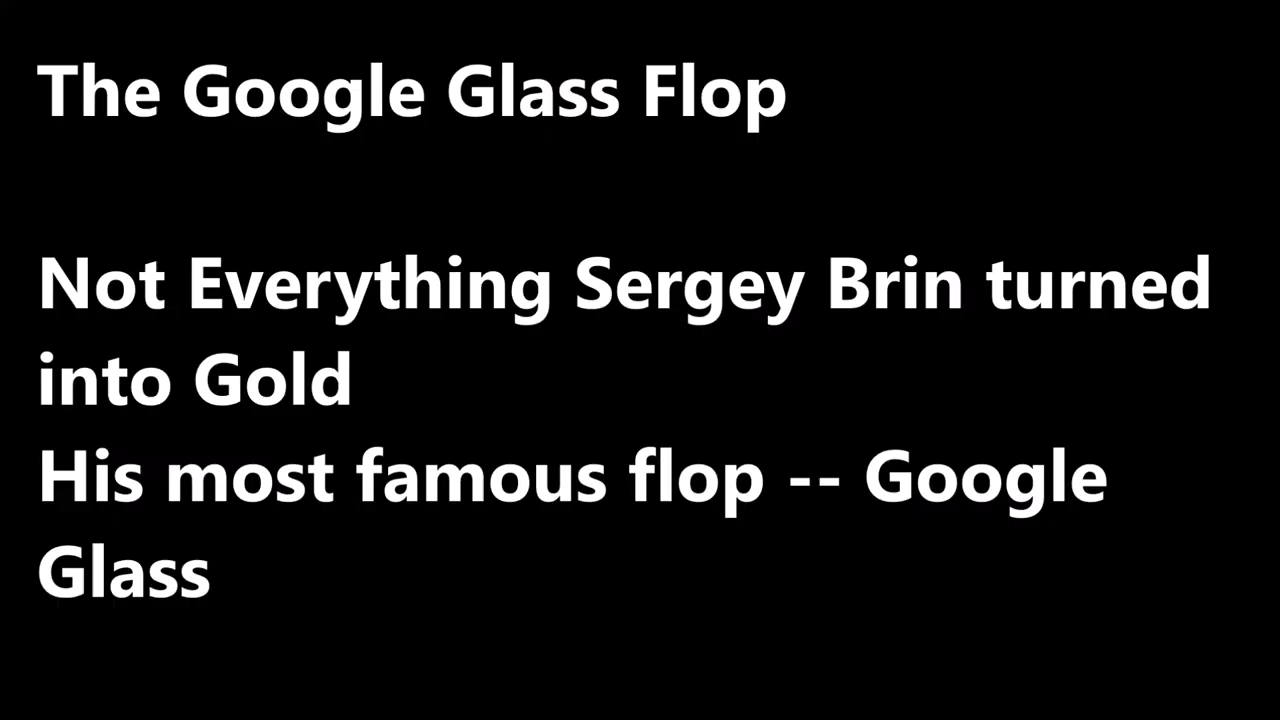 The Google Glass Flop
Not Everything Sergey Brin turned
into Gold
His most famous flop -- Google
Glass